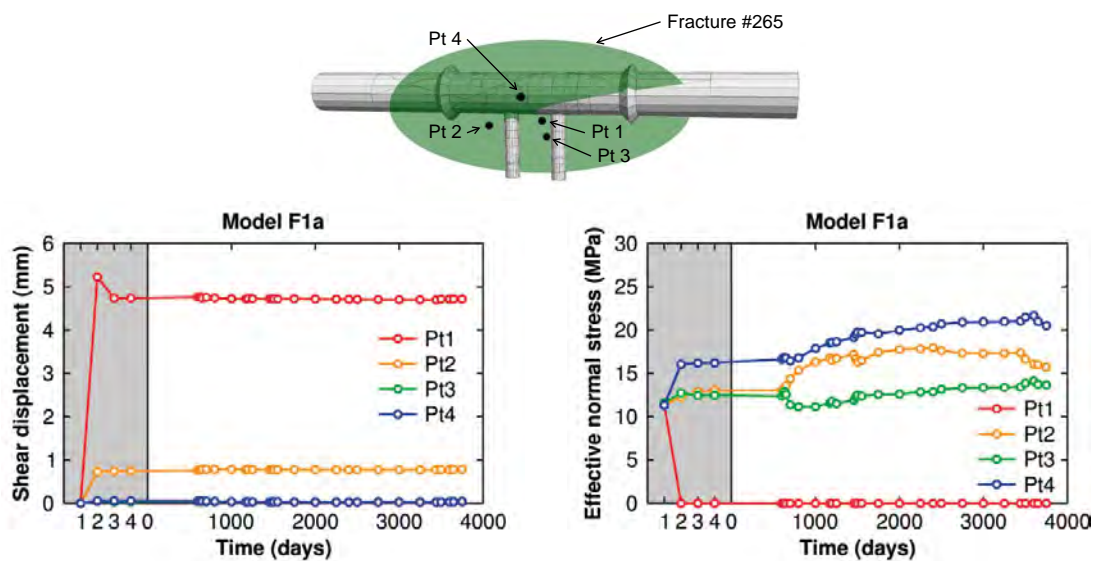 Fracture #265
Pt 4
Pt 2
Pt 1
Pt 3
Model F1a
Shear displacement (mm)
6
5
4
3
2
1
0
Pt1
Pt2
Pt3
Pt4
1 2 3 4 0 1000 2000 3000 4000
Time (days)
Model F1a
Effective normal stress (MPa)
30
25
20
15
10
5
0
Pt1
Pt2
Pt3
Pt4
1 2 3 4 0 1000 2000 3000 4000
Time (days)